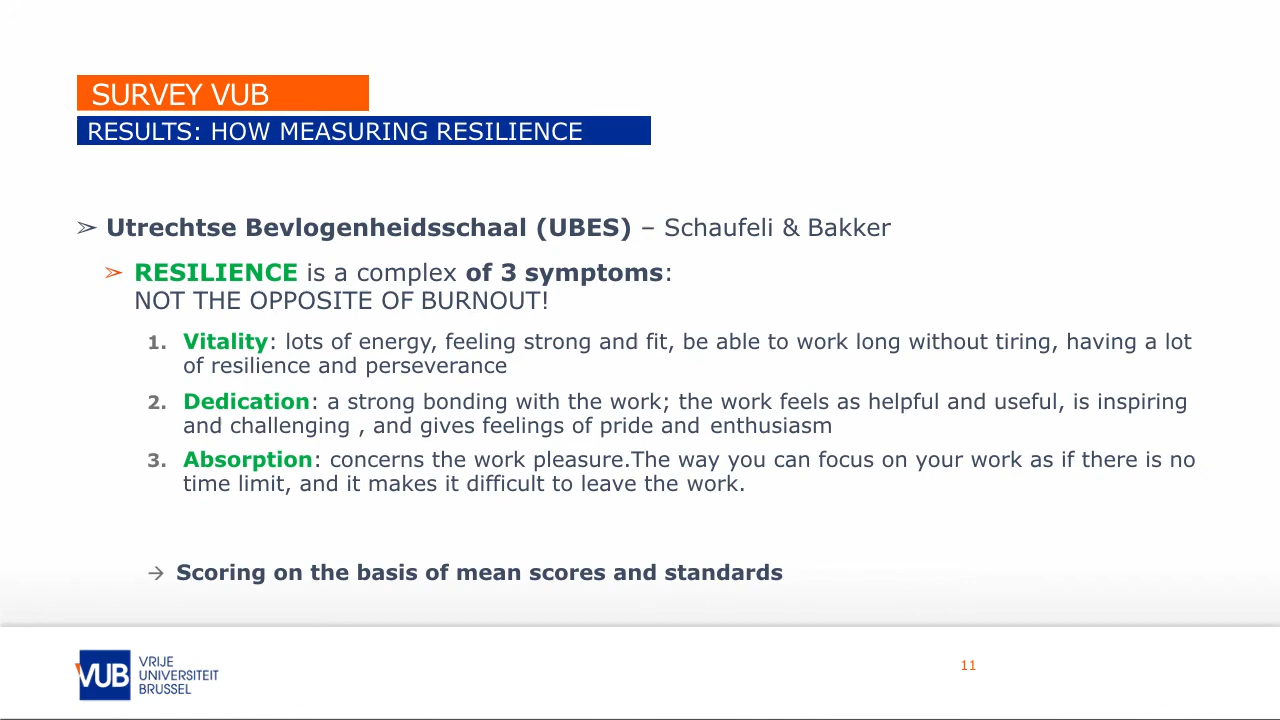 SURVEY VUB
RESULTS: HOW MEASURING RESILIENCE
➢ Utrechtse Bevlogenheidsschaal (UBES) – Schaufeli & Bakker
➢ RESILIENCE is a complex of 3 symptoms:
NOT THE OPPOSITE OF BURNOUT!
1. Vitality: lots of energy, feeling strong and fit, be able to work long without tiring, having a lot
of resilience and perseverance
2. Dedication: a strong bonding with the work; the work feels as helpful and useful, is inspiring
and challenging , and gives feelings of pride and enthusiasm
3. Absorption: concerns the work pleasure.The way you can focus on your work as if there is no
time limit, and it makes it difficult to leave the work.
→ Scoring on the basis of mean scores and standards
VUB
VRIJE
UNIVERSITEIT
BRUSSEL
11